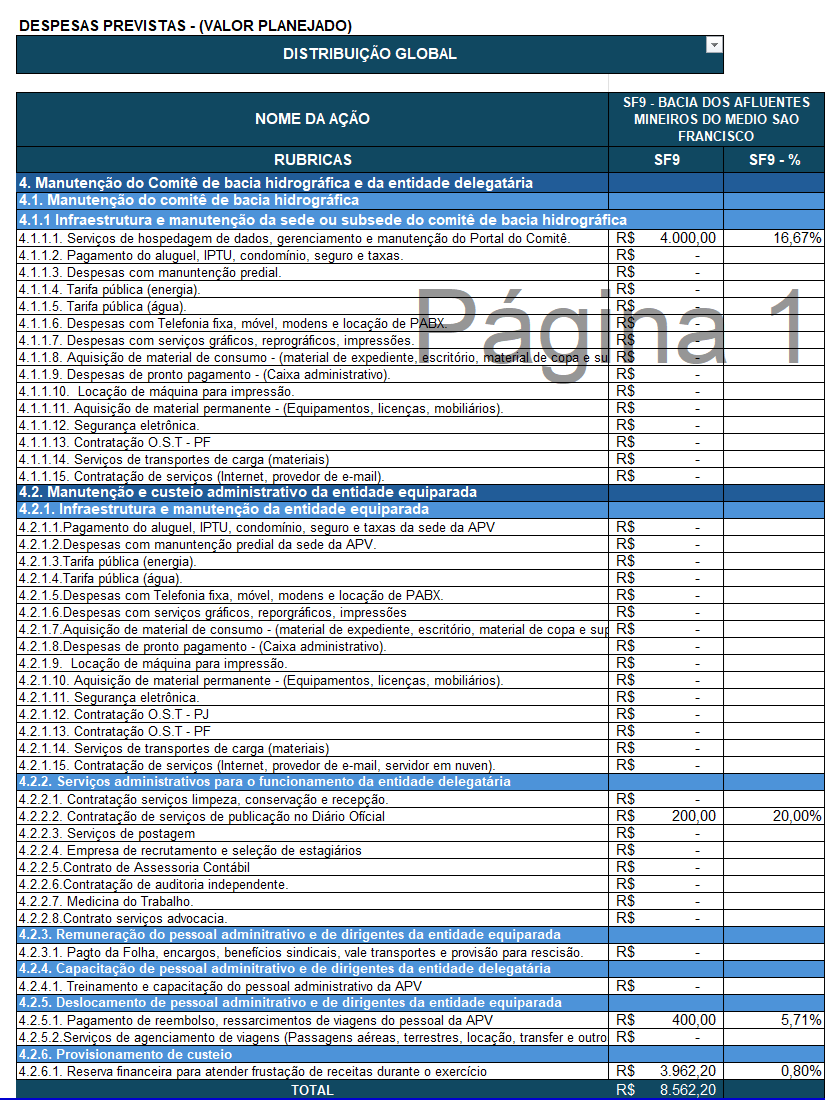 DESPESAS PREVISTAS - (VALOR PLANEJADO)
DISTRIBUIÇÃO GLOBAL
NOME DA AÇÃO
SF9 - BACIA DOS AFLUENTES
MINEIROS DO MEDIO SAO
FRANCISCO
RUBRICAS SF9 SF9 - %
4. Manutenção do Comitê de bacia hidrográfica e da entidade delegatária
4.1. Manutenção do comitê de bacia hidrográfica
4.1.1 Infraestrutura e manutenção da sede ou subsede do comitê de bacia hidrográfica
4.1.1.1. Serviços de hospedagem de dados, gerenciamento e manutenção do Portal do Comitê. R$ 4.000,00 16,67%
4.1.1.2. Pagamento do aluguel, IPTU, condomínio, seguro e taxas. R$ -
4.1.1.3. Despesas com manuntenção predial. R$ -
4.1.1.4. Tarifa pública (energia). R$ -
4.1.1.5. Tarifa pública (água). R$ -
4.1.1.6. Despesas com Telefonia fixa, móvel, modens e locação de PABX. R$ -
Página 1
4.1.1.7. Despesas com serviços gráficos, reprográficos, impressões. R$ -
4.1.1.8. Aquisição de material de consumo - (material de expediente, escritório, material de copa e su R$ -
4.1.1.9. Despesas de pronto pagamento - (Caixa administrativo). R$ -
4.1.1.10. Locação de máquina para impressão. R$ -
4.1.1.11. Aquisição de material permanente - (Equipamentos, licenças, mobiliários). R$ -
4.1.1.12. Segurança eletrônica. R$ -
4.1.1.13. Contratação O.S.T - PF R$ -
4.1.1.14. Serviços de transportes de carga (materiais) R$ -
4.1.1.15. Contratação de serviços (Internet, provedor de e-mail). R$ -
4.2. Manutenção e custeio administrativo da entidade equiparada
4.2.1. Infraestrutura e manutenção da entidade equiparada
4.2.1.1.Pagamento do aluguel, IPTU, condomínio, seguro e taxas da sede da APV R$ -
4.2.1.2.Despesas com manuntenção predial da sede da APV. R$ -
4.2.1.3.Tarifa pública (energia). R$ -
4.2.1.4.Tarifa pública (água). R$ -
4.2.1.5.Despesas com Telefonia fixa, móvel, modens e locação de PABX. R$ -
4.2.1.6.Despesas com serviços gráficos, reporgráficos, impressões R$ -
4.2.1.7.Aquisição de material de consumo - (material de expediente, escritório, material de copa e sup R$ -
4.2.1.8.Despesas de pronto pagamento - (Caixa administrativo). R$ -
4.2.1.9. Locação de máquina para impressão. R$ -
4.2.1.10. Aquisição de material permanente - (Equipamentos, licenças, mobiliários). R$ -
4.2.1.11. Segurança eletrônica. R$ -
4.2.1.12. Contratação O.S.T - PJ R$ -
4.2.1.13. Contratação O.S.T - PF R$ -
4.2.1.14. Serviços de transportes de carga (materiais) R$ -
4.2.1.15. Contratação de serviços (Internet, provedor de e-mail, servidor em nuven). R$ -
4.2.2. Serviços administrativos para o funcionamento da entidade delegatária
4.2.2.1. Contratação serviços limpeza, conservação e recepção. R$ -
4.2.2.2. Contratação de serviços de publicação no Diário Oficial R$ 200,00 20,00%
4.2.2.3. Serviços de postagem R$ -
4.2.2.4. Empresa de recrutamento e seleção de estagiários R$ -
4.2.2.5.Contrato de Assessoria Contábil R$ -
4.2.2.6.Contratação de auditoria independente. R$ -
4.2.2.7. Medicina do Trabalho. R$ -
4.2.2.8.Contrato serviços advocacia. R$ -
4.2.3. Remuneração do pessoal adminitrativo e de dirigentes da entidade equiparada
4.2.3.1. Pagto da Folha, encargos, benefícios sindicais, vale transportes e provisão para rescisão. R$ -
4.2.4. Capacitação de pessoal adminitrativo e de dirigentes da entidade delegatária
4.2.4.1. Treinamento e capacitação do pessoal administrativo da APV R$ -
4.2.5. Deslocamento de pessoal adminitrativo e de dirigentes da entidade equiparada
4.2.5.1. Pagamento de reembolso, ressarcimentos de viagens do pessoal da APV R$ 400,00 5,71%
4.2.5.2.Serviços de agenciamento de viagens (Passagens aéreas, terrestres, locação, transfer e outro R$ -
4.2.6. Provisionamento de custeio
4.2.6.1. Reserva financeira para atender frustação de receitas durante o exercício R$ 3.962,20 0,80%
TOTAL R$ 8.562,20